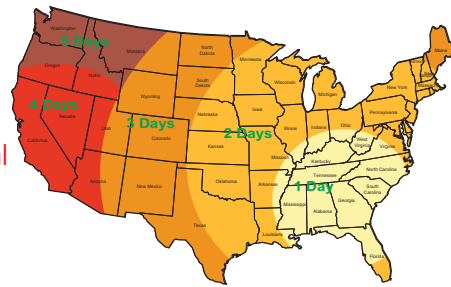 Washington
5 Days
Montana
North
Dakota
Minnesota
Maine
Oregon
Idaho
South
Dakota
Wisconsin
Michigan
New York
Wyoming
4 Days
Nevada
Nebraska
Iowa
Pennsylvania
3 Days
2 Days
Illinois
Indiana
Ohio
Utah
Colorado
California
Kansas
Missouri
West
Virginia
Virginia
Kentucky
North Carolina
Tennessee
Arizona
New Mexico
Oklahoma
Arkansas
1 Day
South
Carolina
Mississippi
Alabama
Georgia
Texas
Louisiana
Florida